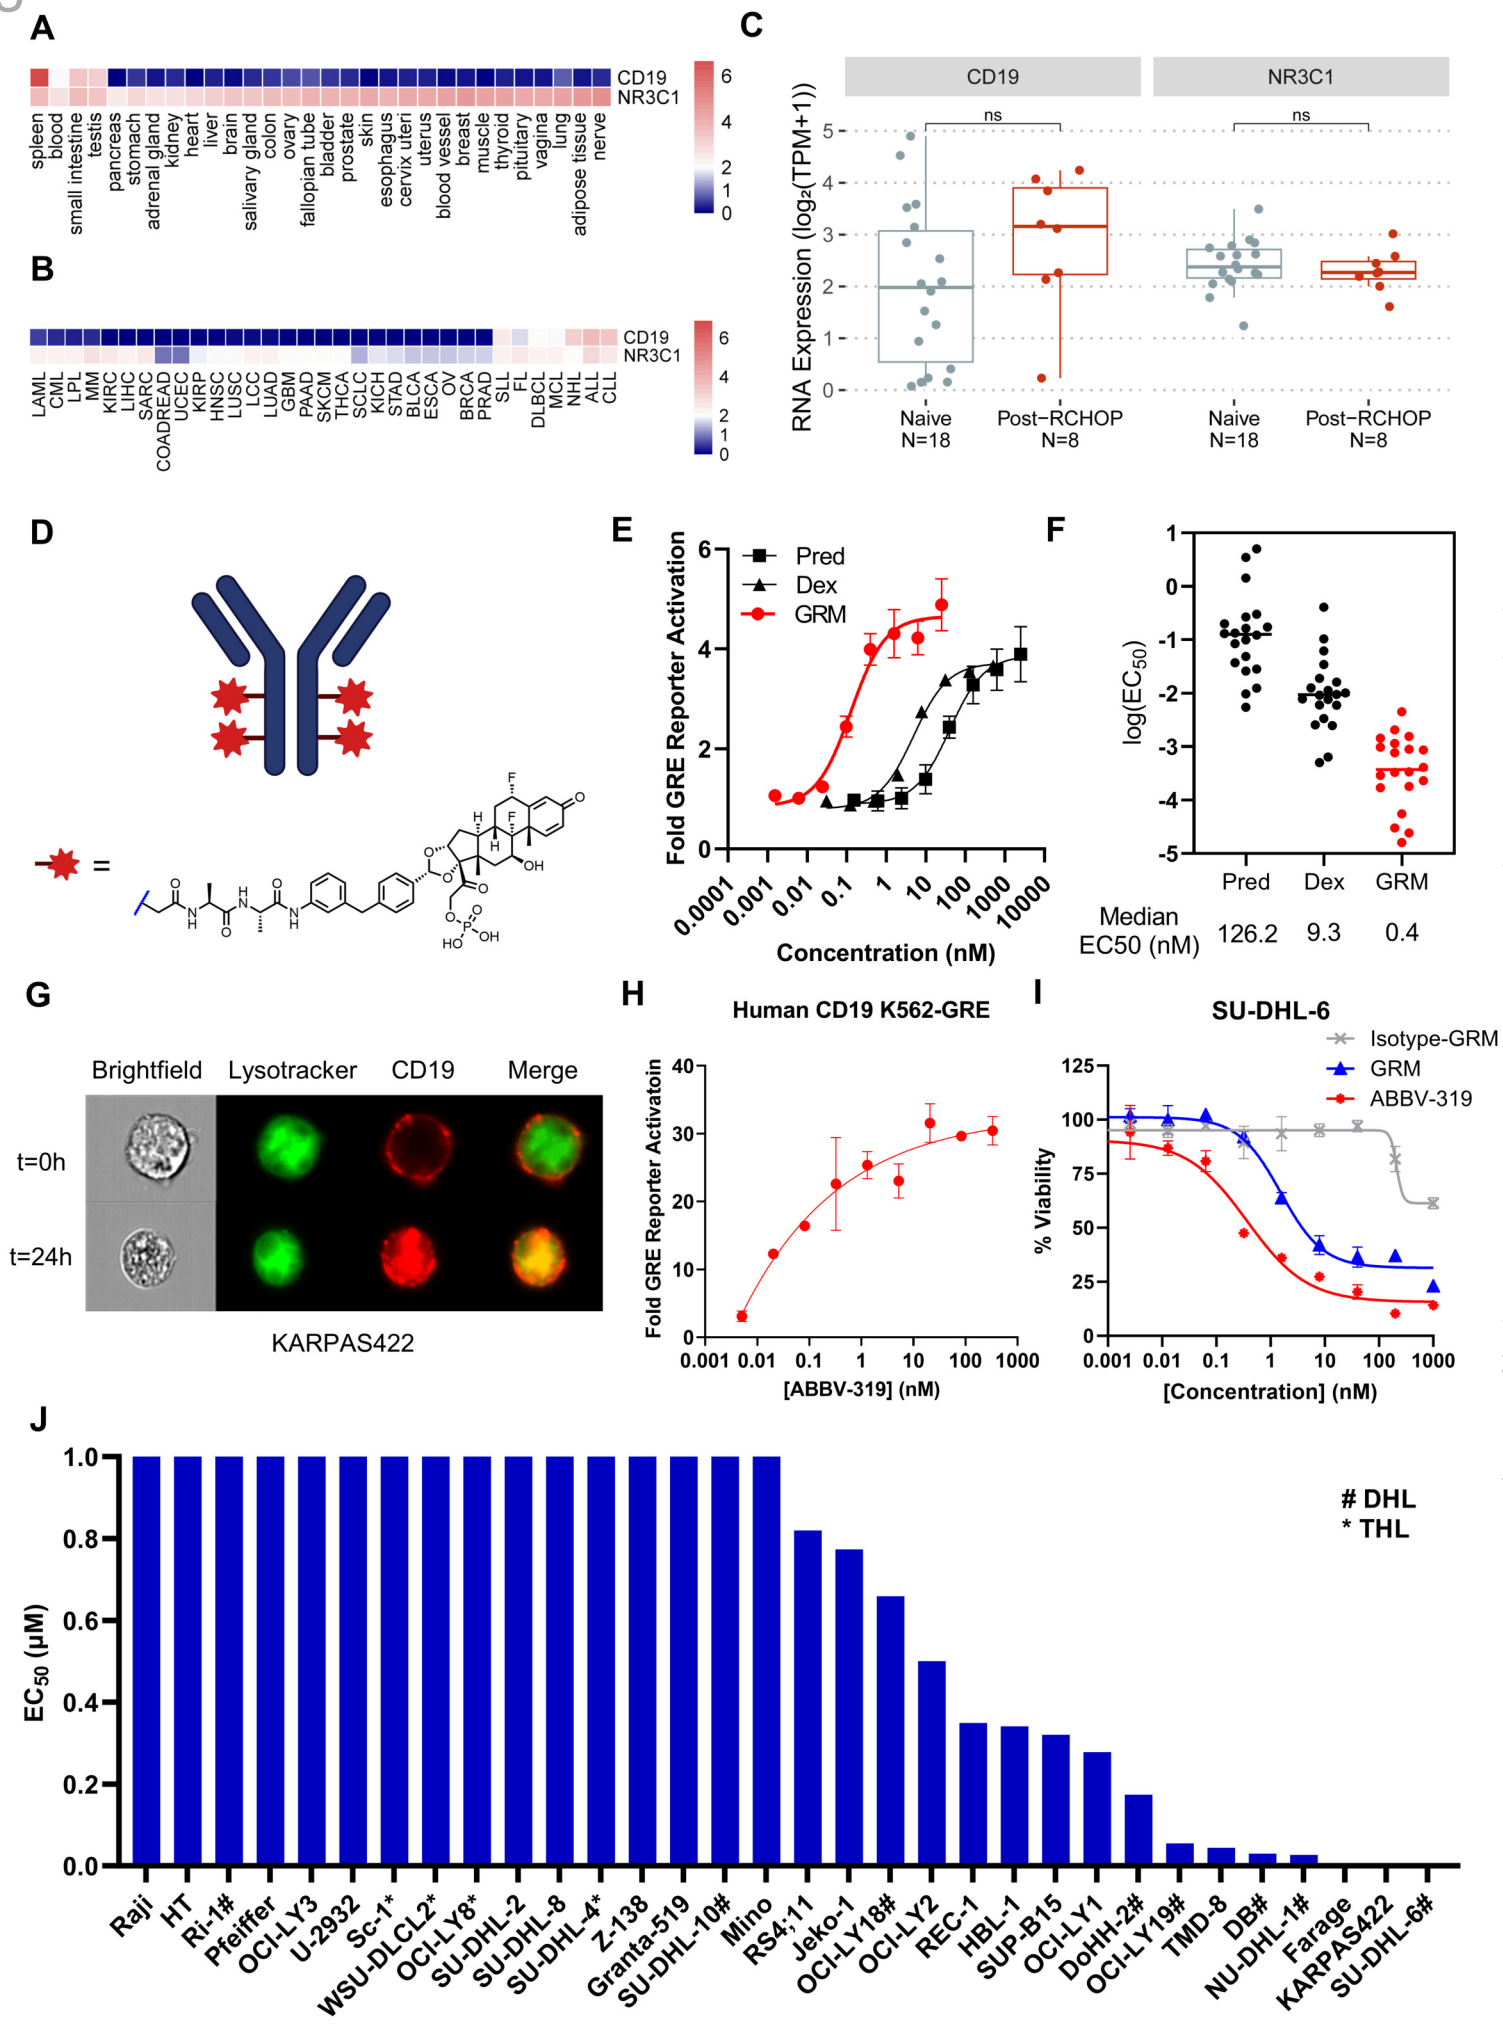 A
CD19
NR3C1
spleen
blood
small intestine
testis
pancreas
stomach
adrenal gland
kidney
heart
liver
brain
salivary gland
colon
ovary
fallopian tube
bladder
prostate
skin
esophagus
cervix uteri
uterus
blood vessel
breast
muscle
thyroid
pituitary
vagina
lung
adipose tissue
nerve
6
4
2
1
0
B
CD19
NR3C1
LAML
CML
LPL
MM
KIRC
LIHC
SARC
COADREAD
UCEC
KIRP
HNSC
LUSC
LCC
LUAD
GBM
PAAD
SKCM
THCA
SCLC
KICH
STAD
BLCA
ESCA
OV
BRCA
PRAD
SLL
FL
DLBCL
MCL
NHL
ALL
CLL
6
4
2
1
0
C
CD19
NR3C1
RNA Expression (log₂(TPM+1))
5
4
3
2
1
0
ns
ns
Naive
N=18
Post−RCHOP
N=8
Naive
N=18
Post−RCHOP
N=8
D
F
F
H
H
H
O
OH
O
O
O
O
O
P
HO
OH
=
O
N
H
O
H
N
O
N
H
E
Pred
Dex
GRM
Fold GRE Reporter Activation
6
4
2
0
0.0001
0.001
0.01
0.1
1
10
100
1000
10000
Concentration (nM)
F
log(EC₅₀)
1
0
-1
-2
-3
-4
-5
Pred
Dex
GRM
Median
EC50 (nM)
126.2
9.3
0.4
G
Brightfield
Lysotracker
CD19
Merge
t=0h
t=24h
KARPAS422
H
Human CD19 K562-GRE
Fold GRE Reporter Activatoin
40
30
20
10
0
0.001
0.01
0.1
1
10
100
1000
[ABBV-319] (nM)
I
SU-DHL-6
Isotype-GRM
GRM
ABBV-319
% Viability
125
100
75
50
25
0
0.001
0.01
0.1
1
10
100
1000
[Concentration] (nM)
J
EC₅₀ (μM)
1.0
0.8
0.6
0.4
0.2
0.0
# DHL
* THL
Raji
HT
Ri-1#
Pfeiffer
OCI-LY3
U-2932
Sc-1*
WSU-DLCL2*
OCI-LY8*
SU-DHL-2
SU-DHL-8
SU-DHL-4*
Z-138
Granta-519
SU-DHL-10#
Mino
RS4;11
Jeko-1
OCI-LY18#
OCI-LY2
REC-1
HBL-1
SUP-B15
OCI-LY1
DoHH-2#
OCI-LY19#
TMD-8
DB#
NU-DHL-1#
Farage
KARPAS422
SU-DHL-6#